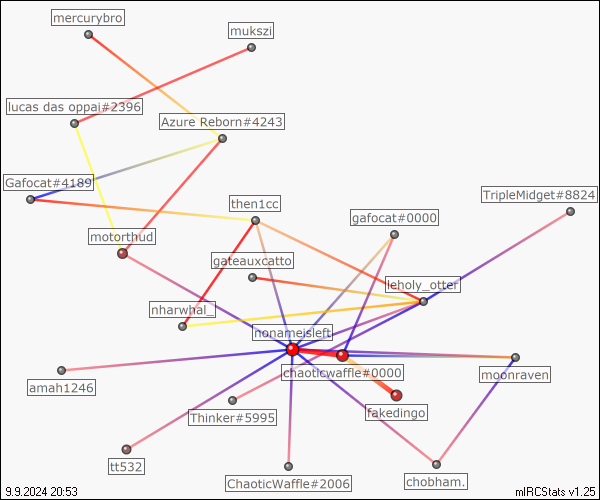 mercurybro
mukszi
lucas das oppai#2396
Azure Reborn#4243
Gafocat#4189
TripleMidget#8824
then1cc
gafocat#0000
motorthud
gateauxcatto
leholy_otter
nharwhal_
nonameisleft
chaoticwaffle#0000
moonraven
amah1246
Thinker#5995
fakedingo
tt532
ChaoticWaffle#2006
chobham.
9.9.2024 20:53
mIRCStats v1.25